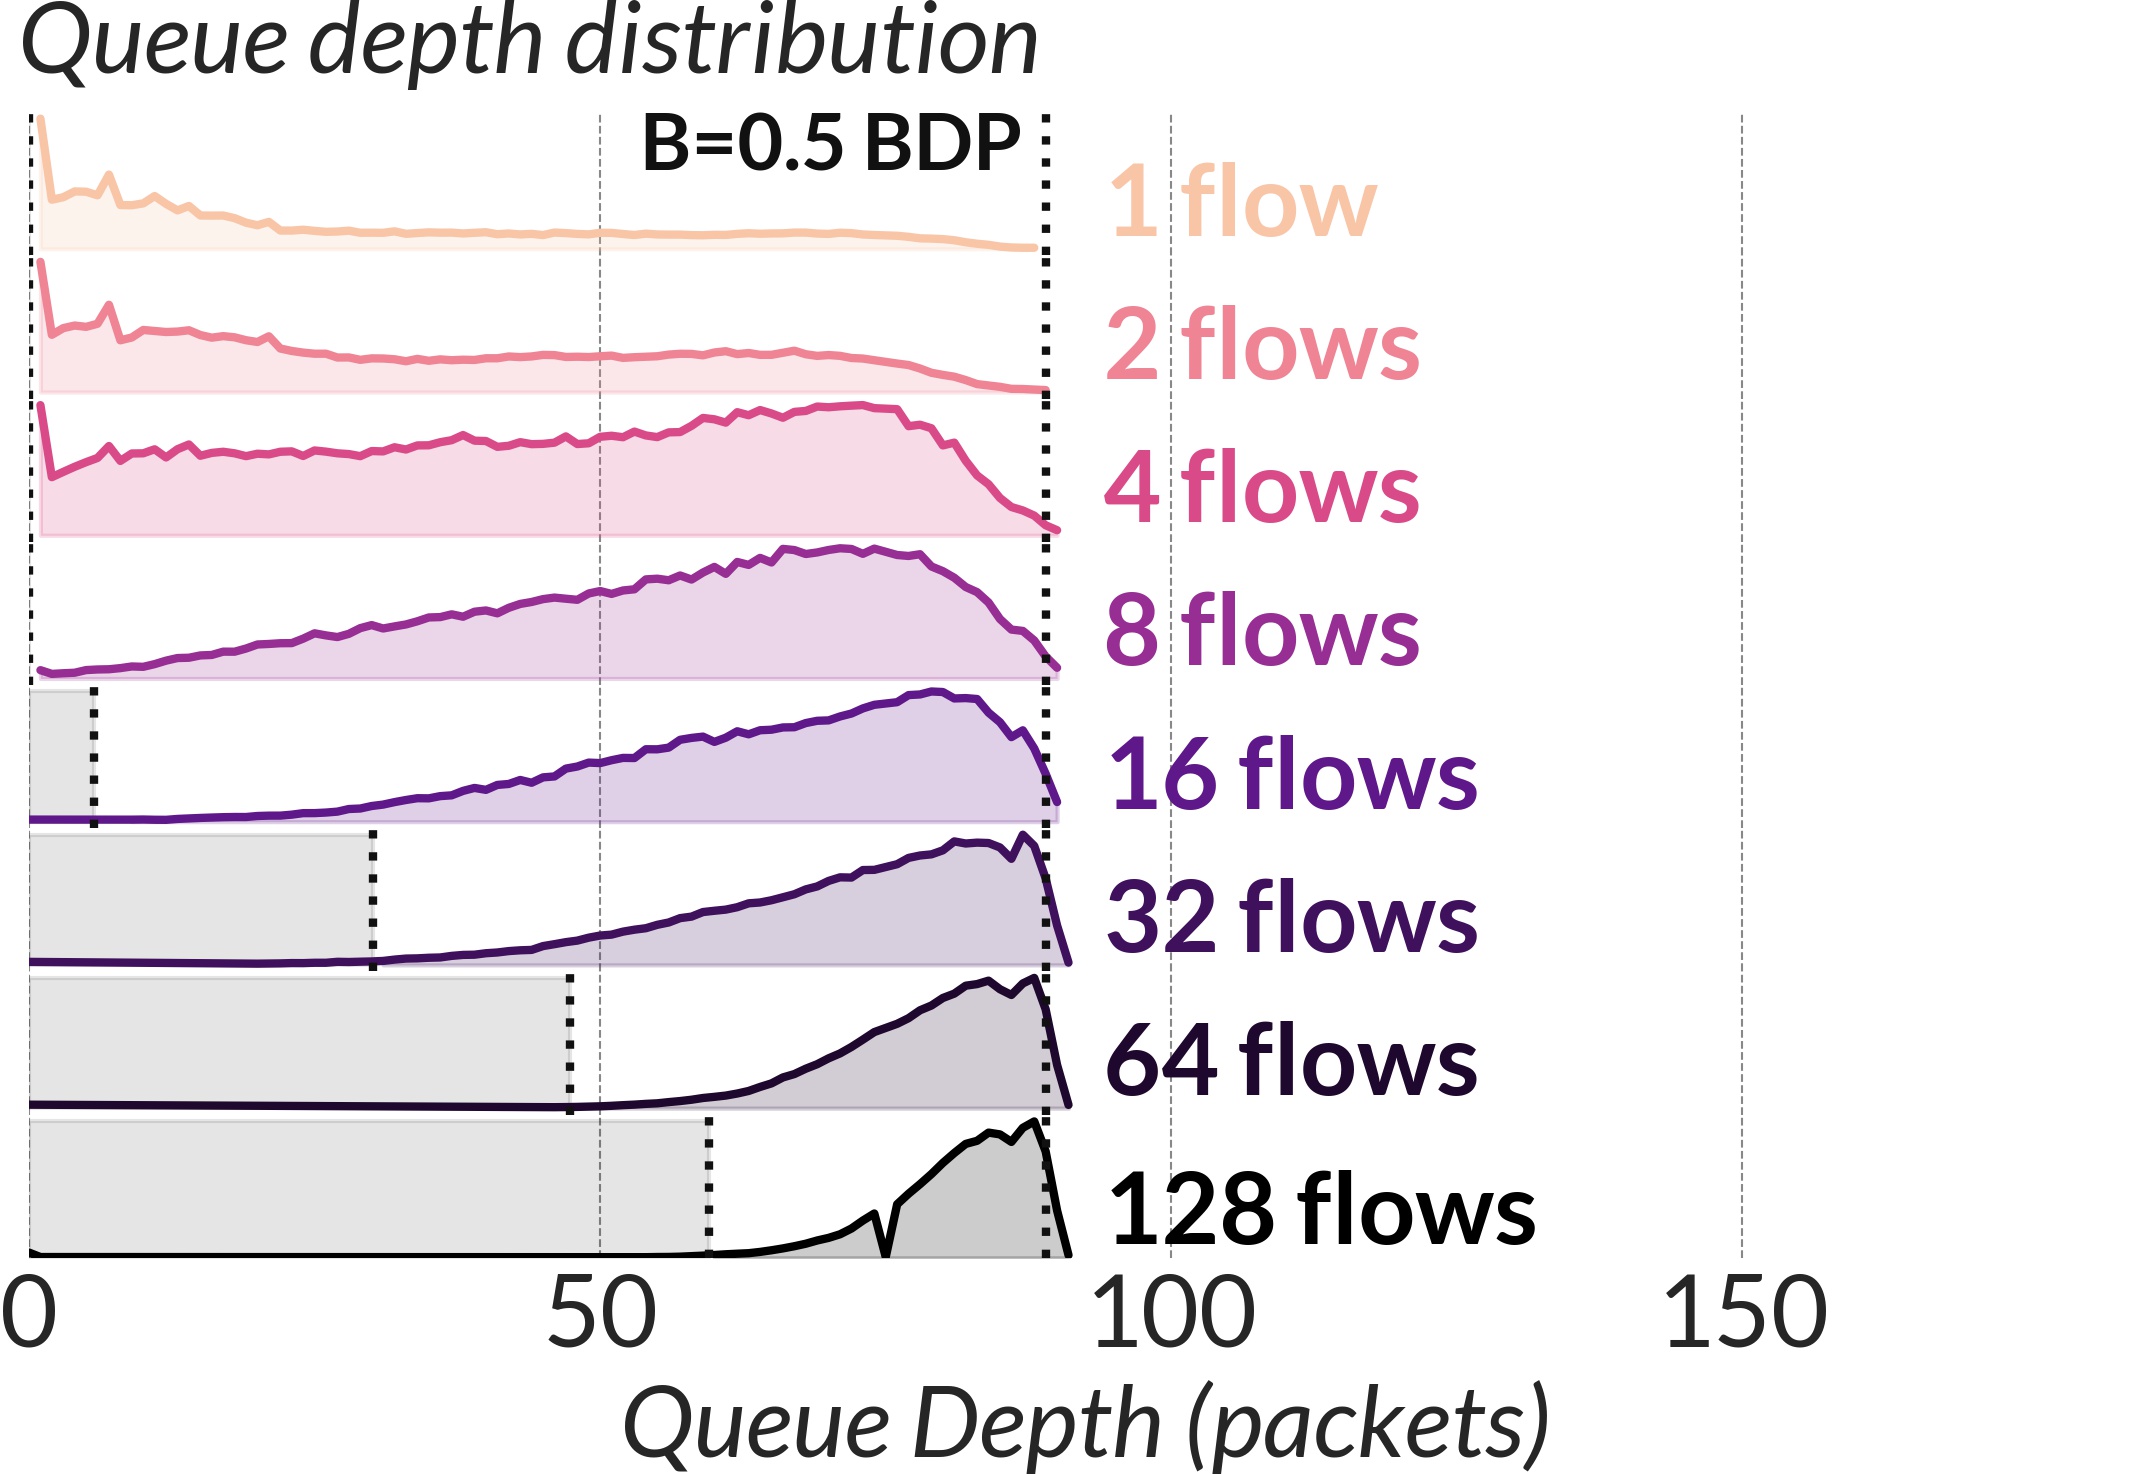 Queue depth distribution
B=0.5 BDP
1 flow
2 flows
4 flows
8 flows
16 flows
32 flows
64 flows
128 flows
0 50 100 150
Queue Depth (packets)